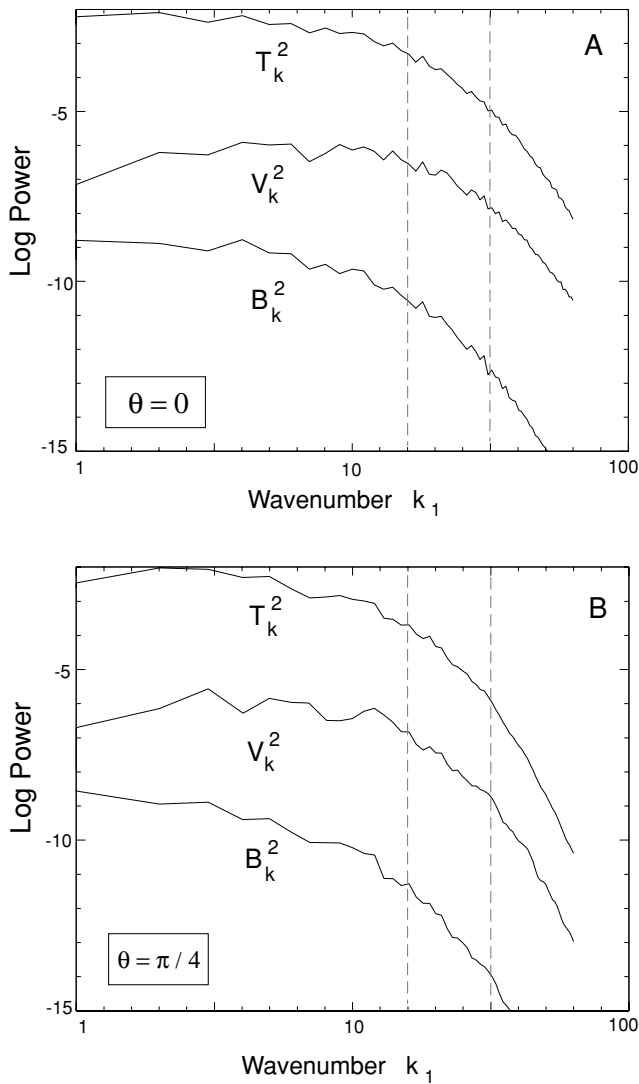 A
T_k^2
-5
V_k^2
Log Power
-10
B_k^2
θ = 0
-15
1 10 100
Wavenumber k_1
B
T_k^2
-5
V_k^2
Log Power
-10
B_k^2
θ = π / 4
-15
1 10 100
Wavenumber k_1